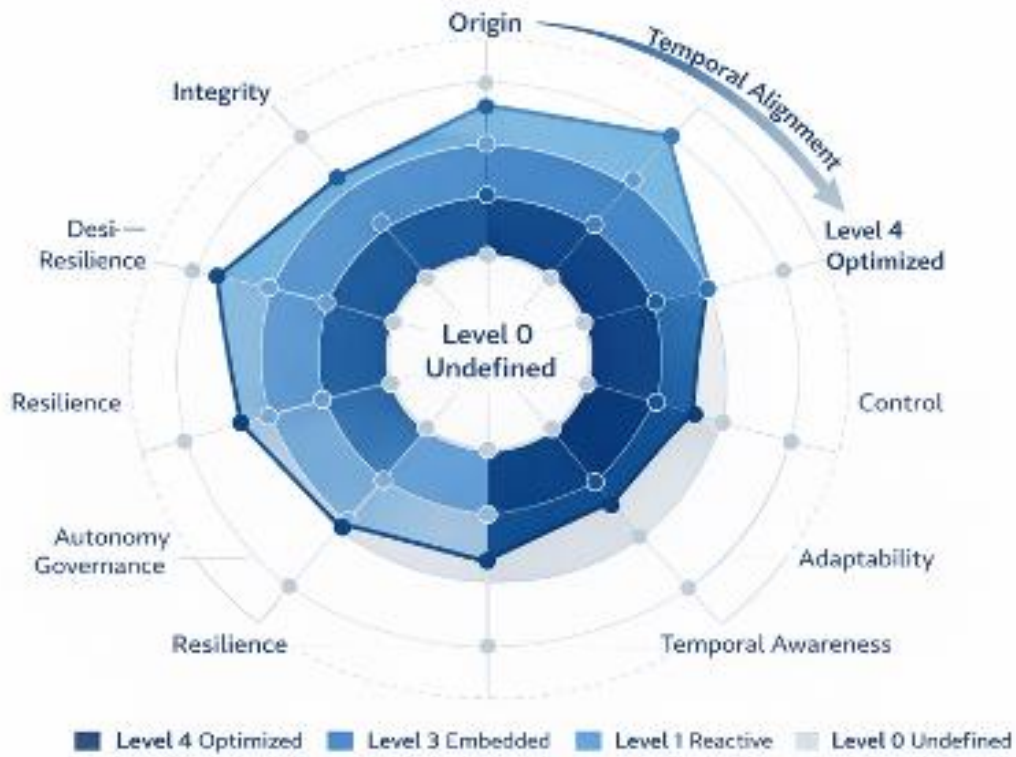 Origin
Temporal Alignment
Integrity
Desi-
Resilience
Level 4
Optimized
Level 0
Undefined
Resilience
Control
Autonomy
Governance
Adaptability
Resilience
Temporal Awareness
Level 4 Optimized
Level 3 Embedded
Level 1 Reactive
Level 0 Undefined